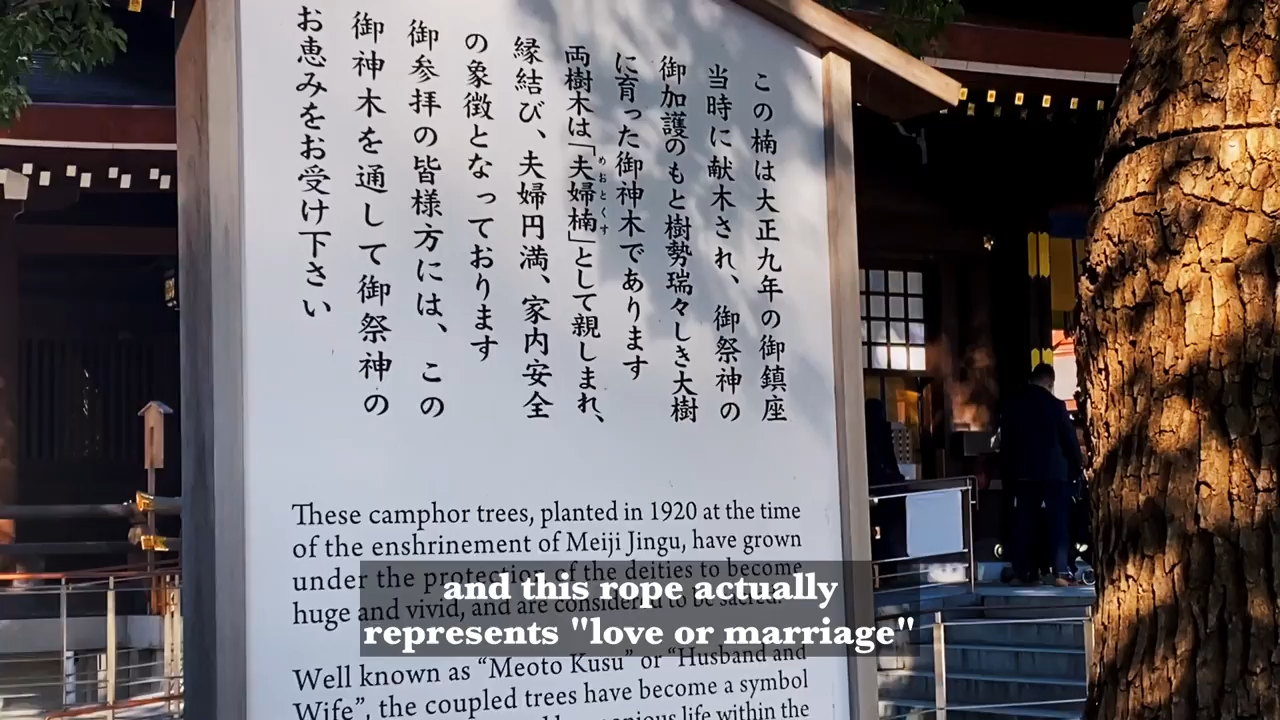 この楠は大正九年の御鎮座
当時に献木され、御祭神の
御加護のもと樹勢瑞々しき大樹
に育った御神木であります
両樹木は「夫婦楠」として親しまれ、
めおとくす
縁結び、夫婦円満、家内安全
の象徴となっております
御参拝の皆様方には、この
御神木を通して御祭神の
お恵みをお受け下さい
These camphor trees, planted in 1920 at the time
of the enshrinement of Meiji Jingu, have grown
under the protection of the deities to become
huge and vivid, and are considered to be sacred.
Well known as “Meoto Kusu” or “Husband and
Wife”, the coupled trees have become a symbol
life within the
and this rope actually
represents "love or marriage"